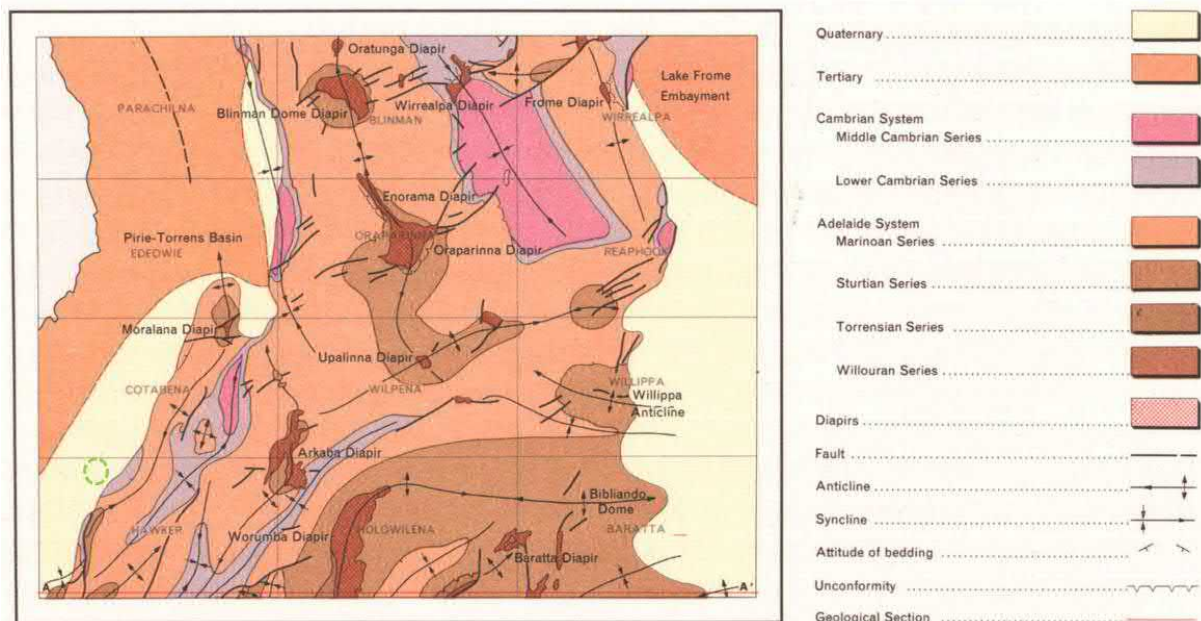 Oratunga Diapir
Lake Frome
Embayment
PARACHILNA
Wirrealpa Diapir
Frome Diapir
Blinman Dome Diapir
BLINMAN
WIRREALPA
Enorama Diapir
ORAPARINNA
Pirie-Torrens Basin
Oraparinna Diapir
REAPHOOK
EDEOWIE
Moralana Diapir
Upalinna Diapir
COTABENA
WILPENA
WILLIPPA
Willippa
Anticline
Arkaba Diapir
Bibliando
Dome
HAWKER
Worumba Diapir
HOLOWILENA
BARATTA
Baratta Diapir
A
A'
Quaternary
Tertiary
Cambrian System
Middle Cambrian Series
Lower Cambrian Series
Adelaide System
Marinoan Series
Sturtian Series
Torrensian Series
Willouran Series
Diapirs
Fault
Anticline
Syncline
Attitude of bedding
Unconformity
Geological Section